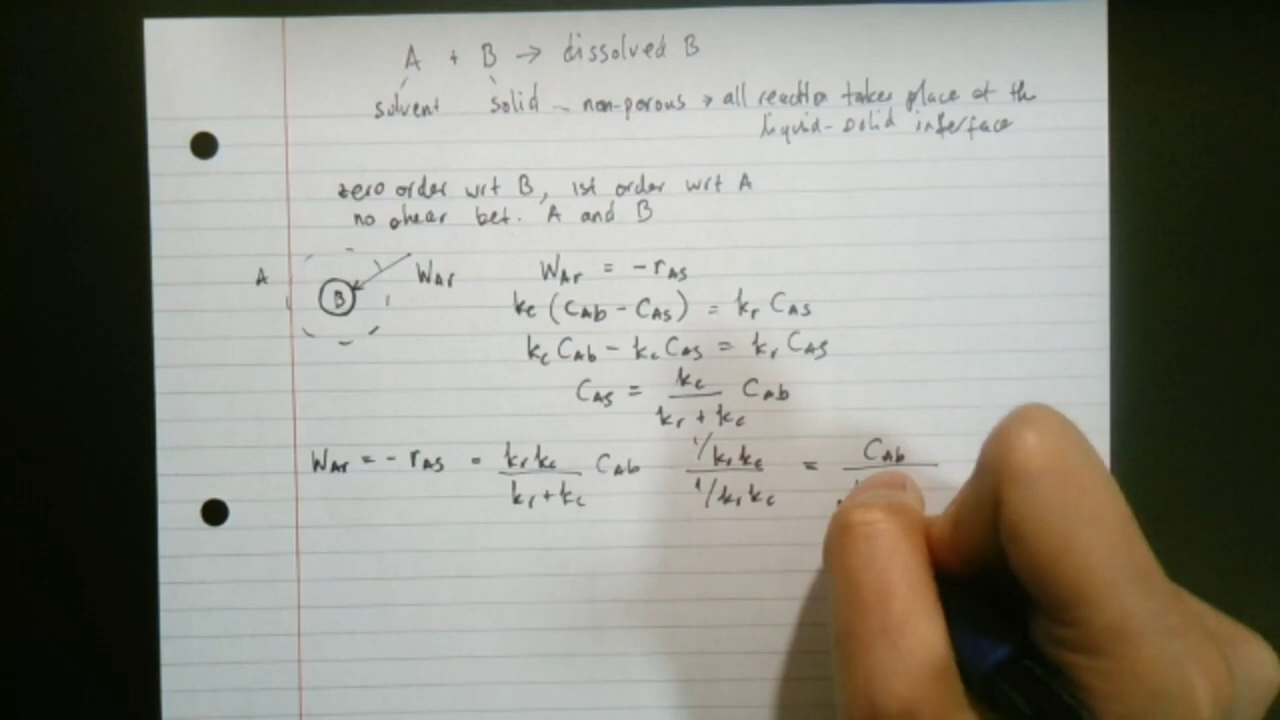 A + B → dissolved B
solvent solid - non-porous → all reaction takes place at the
liquid-solid interface
zero order wrt B, 1st order wrt A
no shear bet. A and B
A B W_Ar W_Ar = -r_As
k_c (C_Ab - C_As) = k_r C_As
k_c C_Ab - k_c C_As = k_r C_As
C_As = k_c / (k_r + k_c) C_Ab
W_Ar = -r_As = k_r k_c / (k_r + k_c) C_Ab (1/k_r k_c) / (1/k_r k_c) = C_Ab